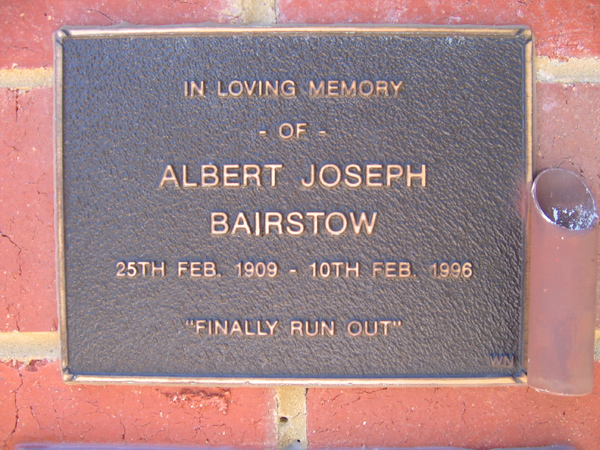 IN LOVING MEMORY
- OF -
ALBERT JOSEPH
BAIRSTOW
25TH FEB. 1909 - 10TH FEB. 1996
"FINALLY RUN OUT"